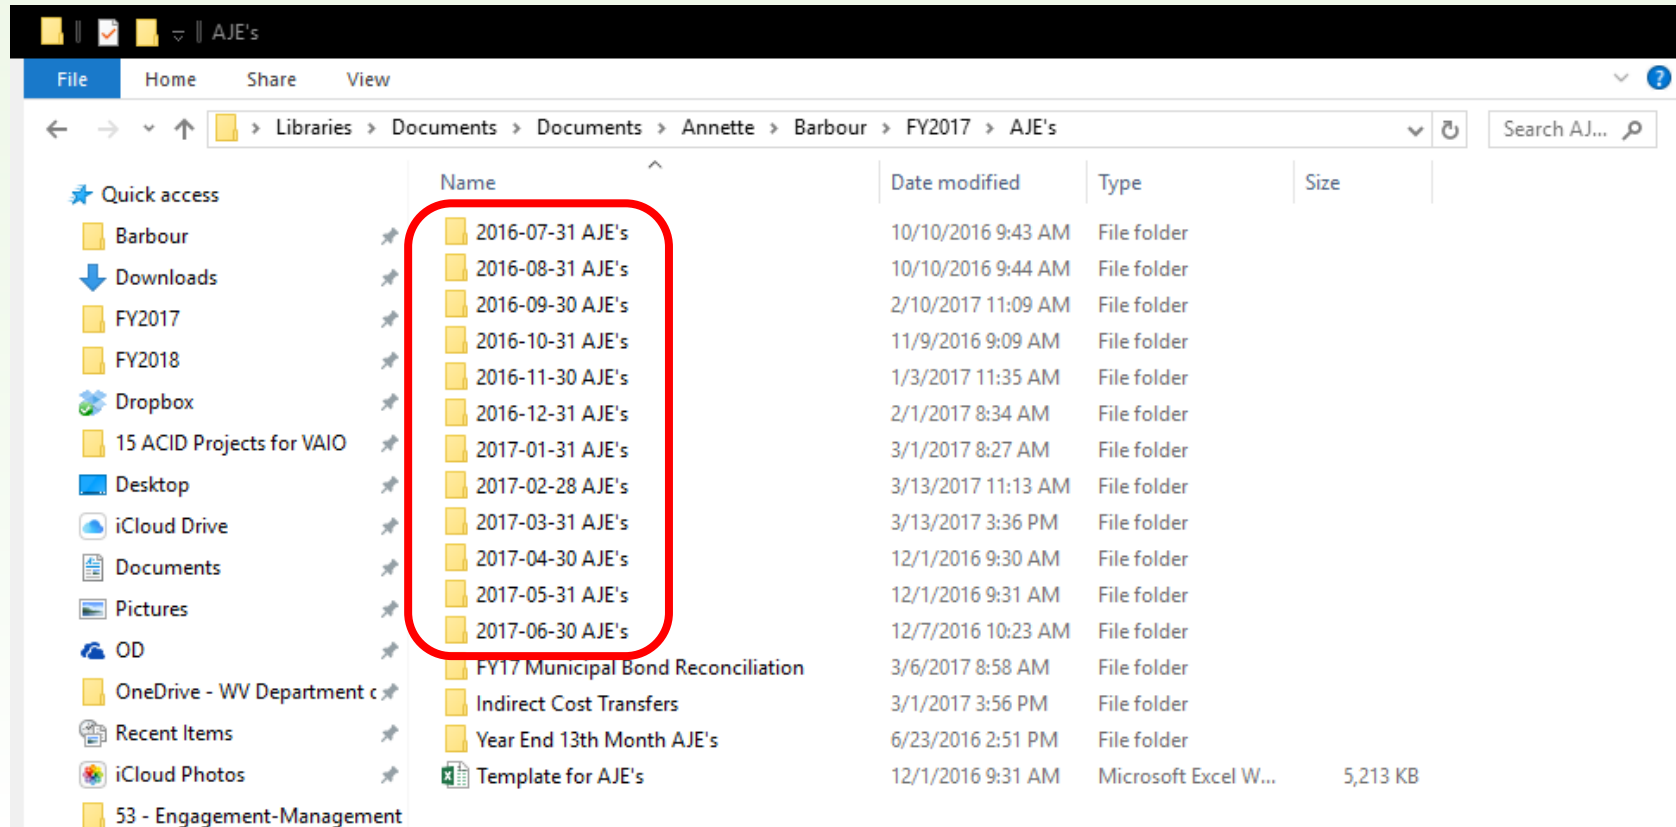 AJE's
File Home Share View
Libraries > Documents > Documents > Annette > Barbour > FY2017 > AJE's
Search AJ...
Name Date modified Type Size
Quick access
Barbour
Downloads
FY2017
FY2018
Dropbox
15 ACID Projects for VAIO
Desktop
iCloud Drive
Documents
Pictures
OD
OneDrive - WV Department c
Recent Items
iCloud Photos
53 - Engagement-Management
2016-07-31 AJE's 10/10/2016 9:43 AM File folder
2016-08-31 AJE's 10/10/2016 9:44 AM File folder
2016-09-30 AJE's 2/10/2017 11:09 AM File folder
2016-10-31 AJE's 11/9/2016 9:09 AM File folder
2016-11-30 AJE's 1/3/2017 11:35 AM File folder
2016-12-31 AJE's 2/1/2017 8:34 AM File folder
2017-01-31 AJE's 3/1/2017 8:27 AM File folder
2017-02-28 AJE's 3/13/2017 11:13 AM File folder
2017-03-31 AJE's 3/13/2017 3:36 PM File folder
2017-04-30 AJE's 12/1/2016 9:30 AM File folder
2017-05-31 AJE's 12/1/2016 9:31 AM File folder
2017-06-30 AJE's 12/7/2016 10:23 AM File folder
FY17 Municipal Bond Reconciliation 3/6/2017 8:58 AM File folder
Indirect Cost Transfers 3/1/2017 3:56 PM File folder
Year End 13th Month AJE's 6/23/2016 2:51 PM File folder
Template for AJE's 12/1/2016 9:31 AM Microsoft Excel W... 5,213 KB